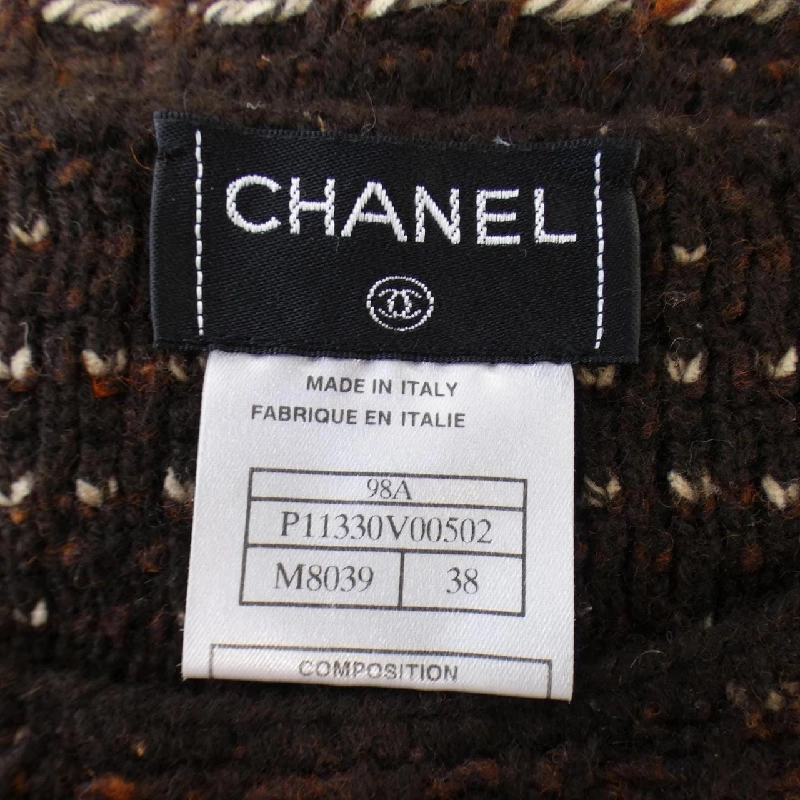 CHANEL
MADE IN ITALY
FABRIQUE EN ITALIE
98A
P11330V00502
M8039 38
COMPOSITION